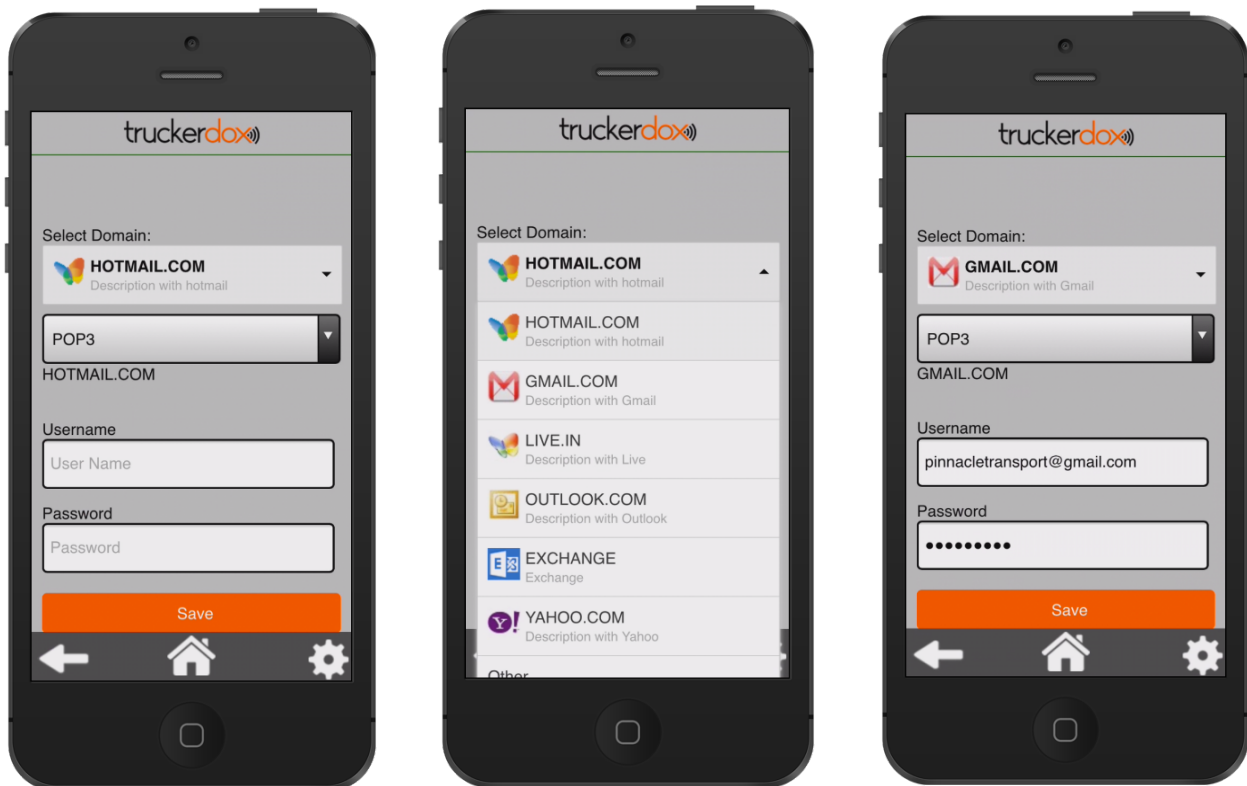 truckerdox
Select Domain:
HOTMAIL.COM
Description with hotmail
POP3
HOTMAIL.COM
Username
User Name
Password
Password
Save
truckerdox
Select Domain:
HOTMAIL.COM
Description with hotmail
HOTMAIL.COM
Description with hotmail
GMAIL.COM
Description with Gmail
LIVE.IN
Description with Live
OUTLOOK.COM
Description with Outlook
E
EXCHANGE
Exchange
Y!
YAHOO.COM
Description with Yahoo
Other
truckerdox
Select Domain:
GMAIL.COM
Description with Gmail
POP3
GMAIL.COM
Username
pinnacletransport@gmail.com
Password
•••••••••
Save